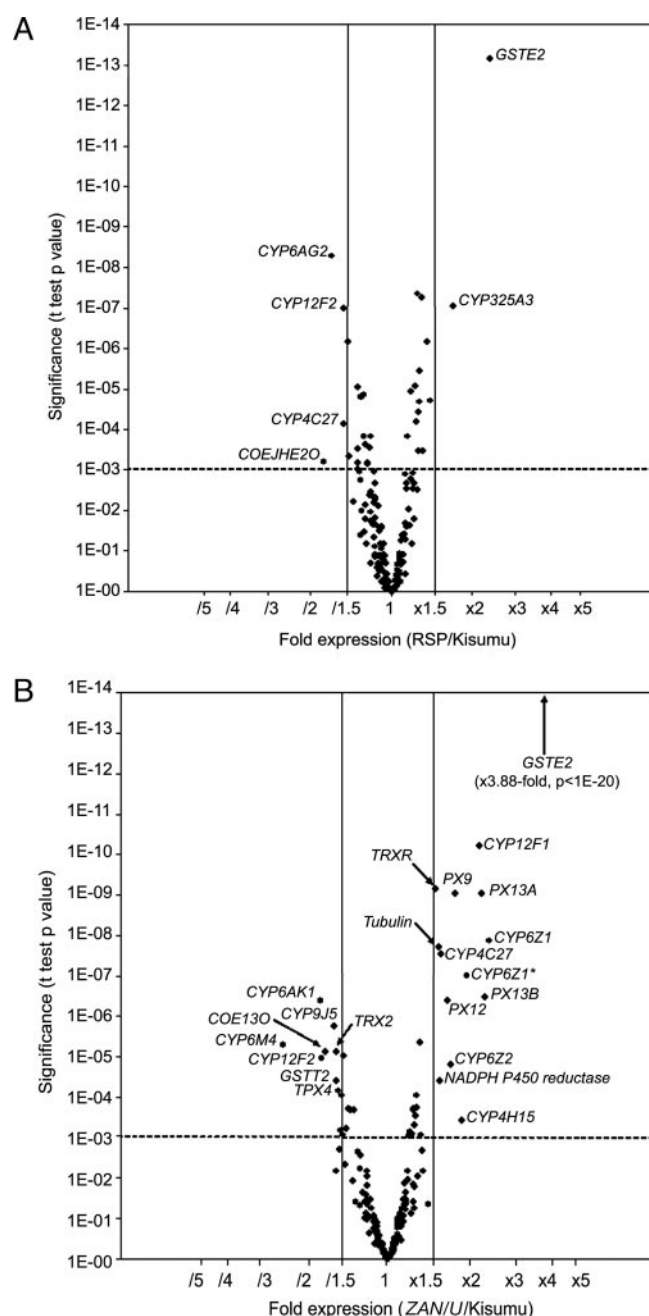 A
1E-14
1E-13
1E-12
1E-11
1E-10
1E-09
1E-08
1E-07
1E-06
1E-05
1E-04
1E-03
1E-02
1E-01
1E-00
Significance (t test p value)
GSTE2
CYP6AG2
CYP12F2
CYP325A3
CYP4C27
COEJHE2O
/5 /4 /3 /2 /1.5 1 x1.5 x2 x3 x4 x5
Fold expression (RSP/Kisumu)
B
1E-14
1E-13
1E-12
1E-11
1E-10
1E-09
1E-08
1E-07
1E-06
1E-05
1E-04
1E-03
1E-02
1E-01
1E-00
Significance (t test p value)
GSTE2
(x3.88-fold, p<1E-20)
CYP12F1
TRXR
PX9
PX13A
Tubulin
CYP6Z1
CYP4C27
CYP6Z1*
CYP6AK1
PX13B
CYP9J5
PX12
COE13O
TRX2
CYP6M4
CYP12F2
CYP6Z2
GSTT2
NADPH P450 reductase
TPX4
CYP4H15
/5 /4 /3 /2 /1.5 1 x1.5 x2 x3 x4 x5
Fold expression (ZAN/U/Kisumu)